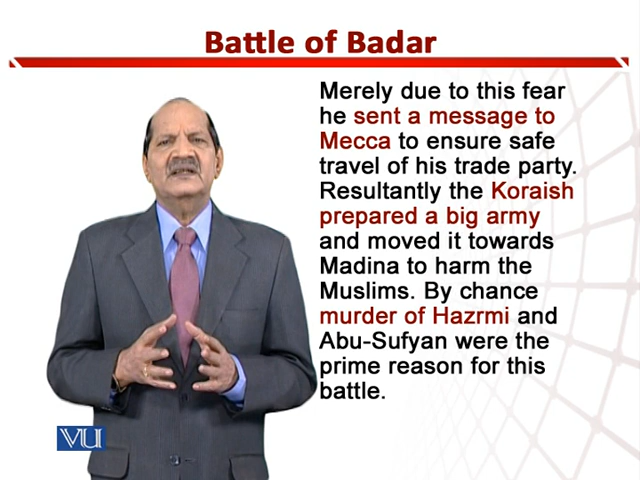 Battle of Badar
Merely due to this fear
he sent a message to
Mecca to ensure safe
travel of his trade party.
Resultantly the Koraish
prepared a big army
and moved it towards
Madina to harm the
Muslims. By chance
murder of Hazrmi and
Abu-Sufyan were the
prime reason for this
battle.
VU